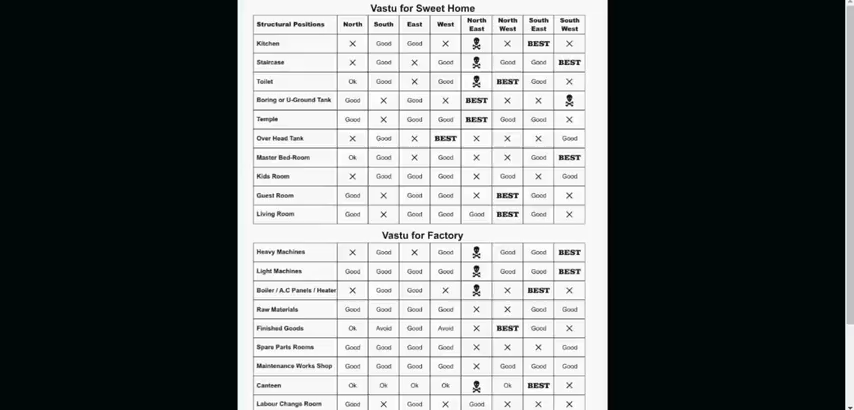 Vastu for Sweet Home
Structural Positions North South East West North East North West South East South West
Kitchen X Good Good X X BEST X
Staircase X Good X Good Good Good BEST
Toilet Ok Good X Good BEST Good X
Boring or U-Ground Tank Good X Good X BEST X X
Temple Good X Good Good BEST Good Good X
Over Head Tank X Good X BEST X X X Good
Master Bed-Room Ok Good X Good X X Good BEST
Kids Room X Good Good Good X Good X Good
Guest Room Good X Good Good X BEST Good X
Living Room Good X Good Good Good BEST Good X
Vastu for Factory
Heavy Machines X Good X Good Good Good BEST
Light Machines Good Good Good Good Good Good BEST
Boiler / A.C Panels / Heater X Good Good X X BEST X
Raw Materials Good Good Good Good X X Good Good
Finished Goods Ok Avoid Good Avoid X BEST Good X
Spare Parts Rooms Good Good Good Good X X X Good
Maintenance Works Shop Good Good Good Good X Good Good Good
Canteen Ok Ok Ok Ok Ok BEST X
Labour Changs Room Good X Good Good Good X X X